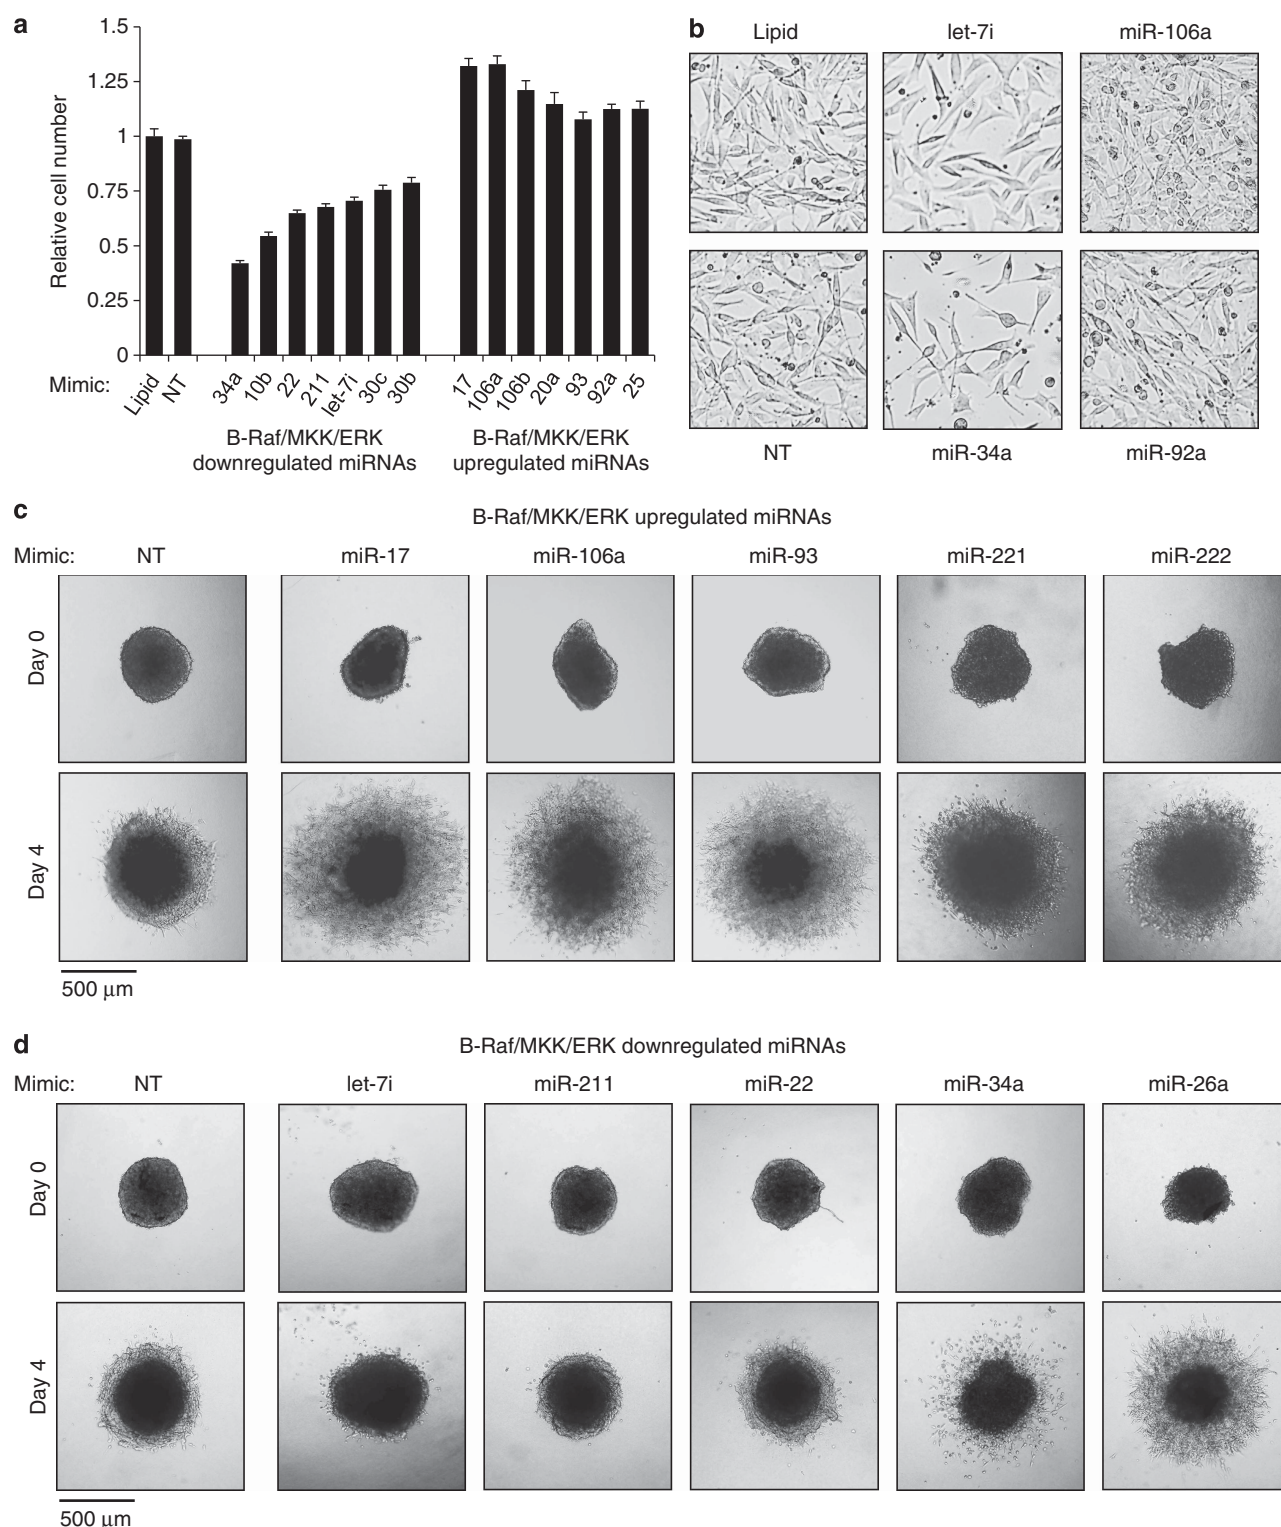 a
1.5
1.25
1
0.75
0.5
0.25
0
Relative cell number
Mimic:
Lipid
NT
34a
10b
22
211
let-7i
30c
30b
17
106a
106b
20a
93
92a
25
B-Raf/MKK/ERK
downregulated miRNAs
B-Raf/MKK/ERK
upregulated miRNAs
b
Lipid
let-7i
miR-106a
NT
miR-34a
miR-92a
c
B-Raf/MKK/ERK upregulated miRNAs
Mimic:
NT
miR-17
miR-106a
miR-93
miR-221
miR-222
Day 0
Day 4
500 μm
d
B-Raf/MKK/ERK downregulated miRNAs
Mimic:
NT
let-7i
miR-211
miR-22
miR-34a
miR-26a
Day 0
Day 4
500 μm